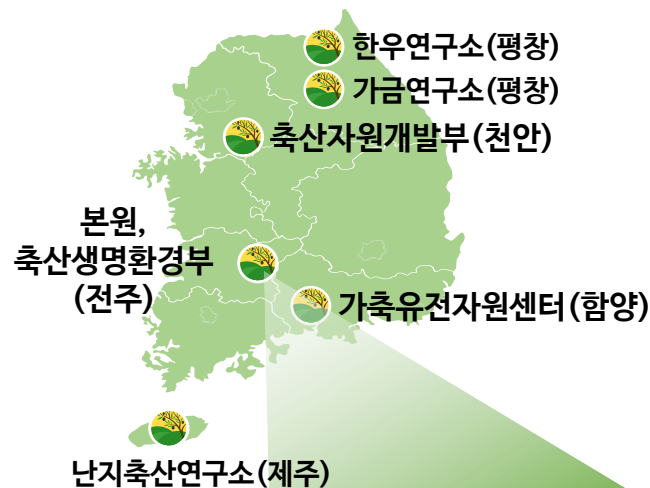 한우연구소(평창)
가금연구소(평창)
축산자원개발부(천안)
본원,
축산생명환경부
(전주)
가축유전자원센터(함양)
난지축산연구소(제주)